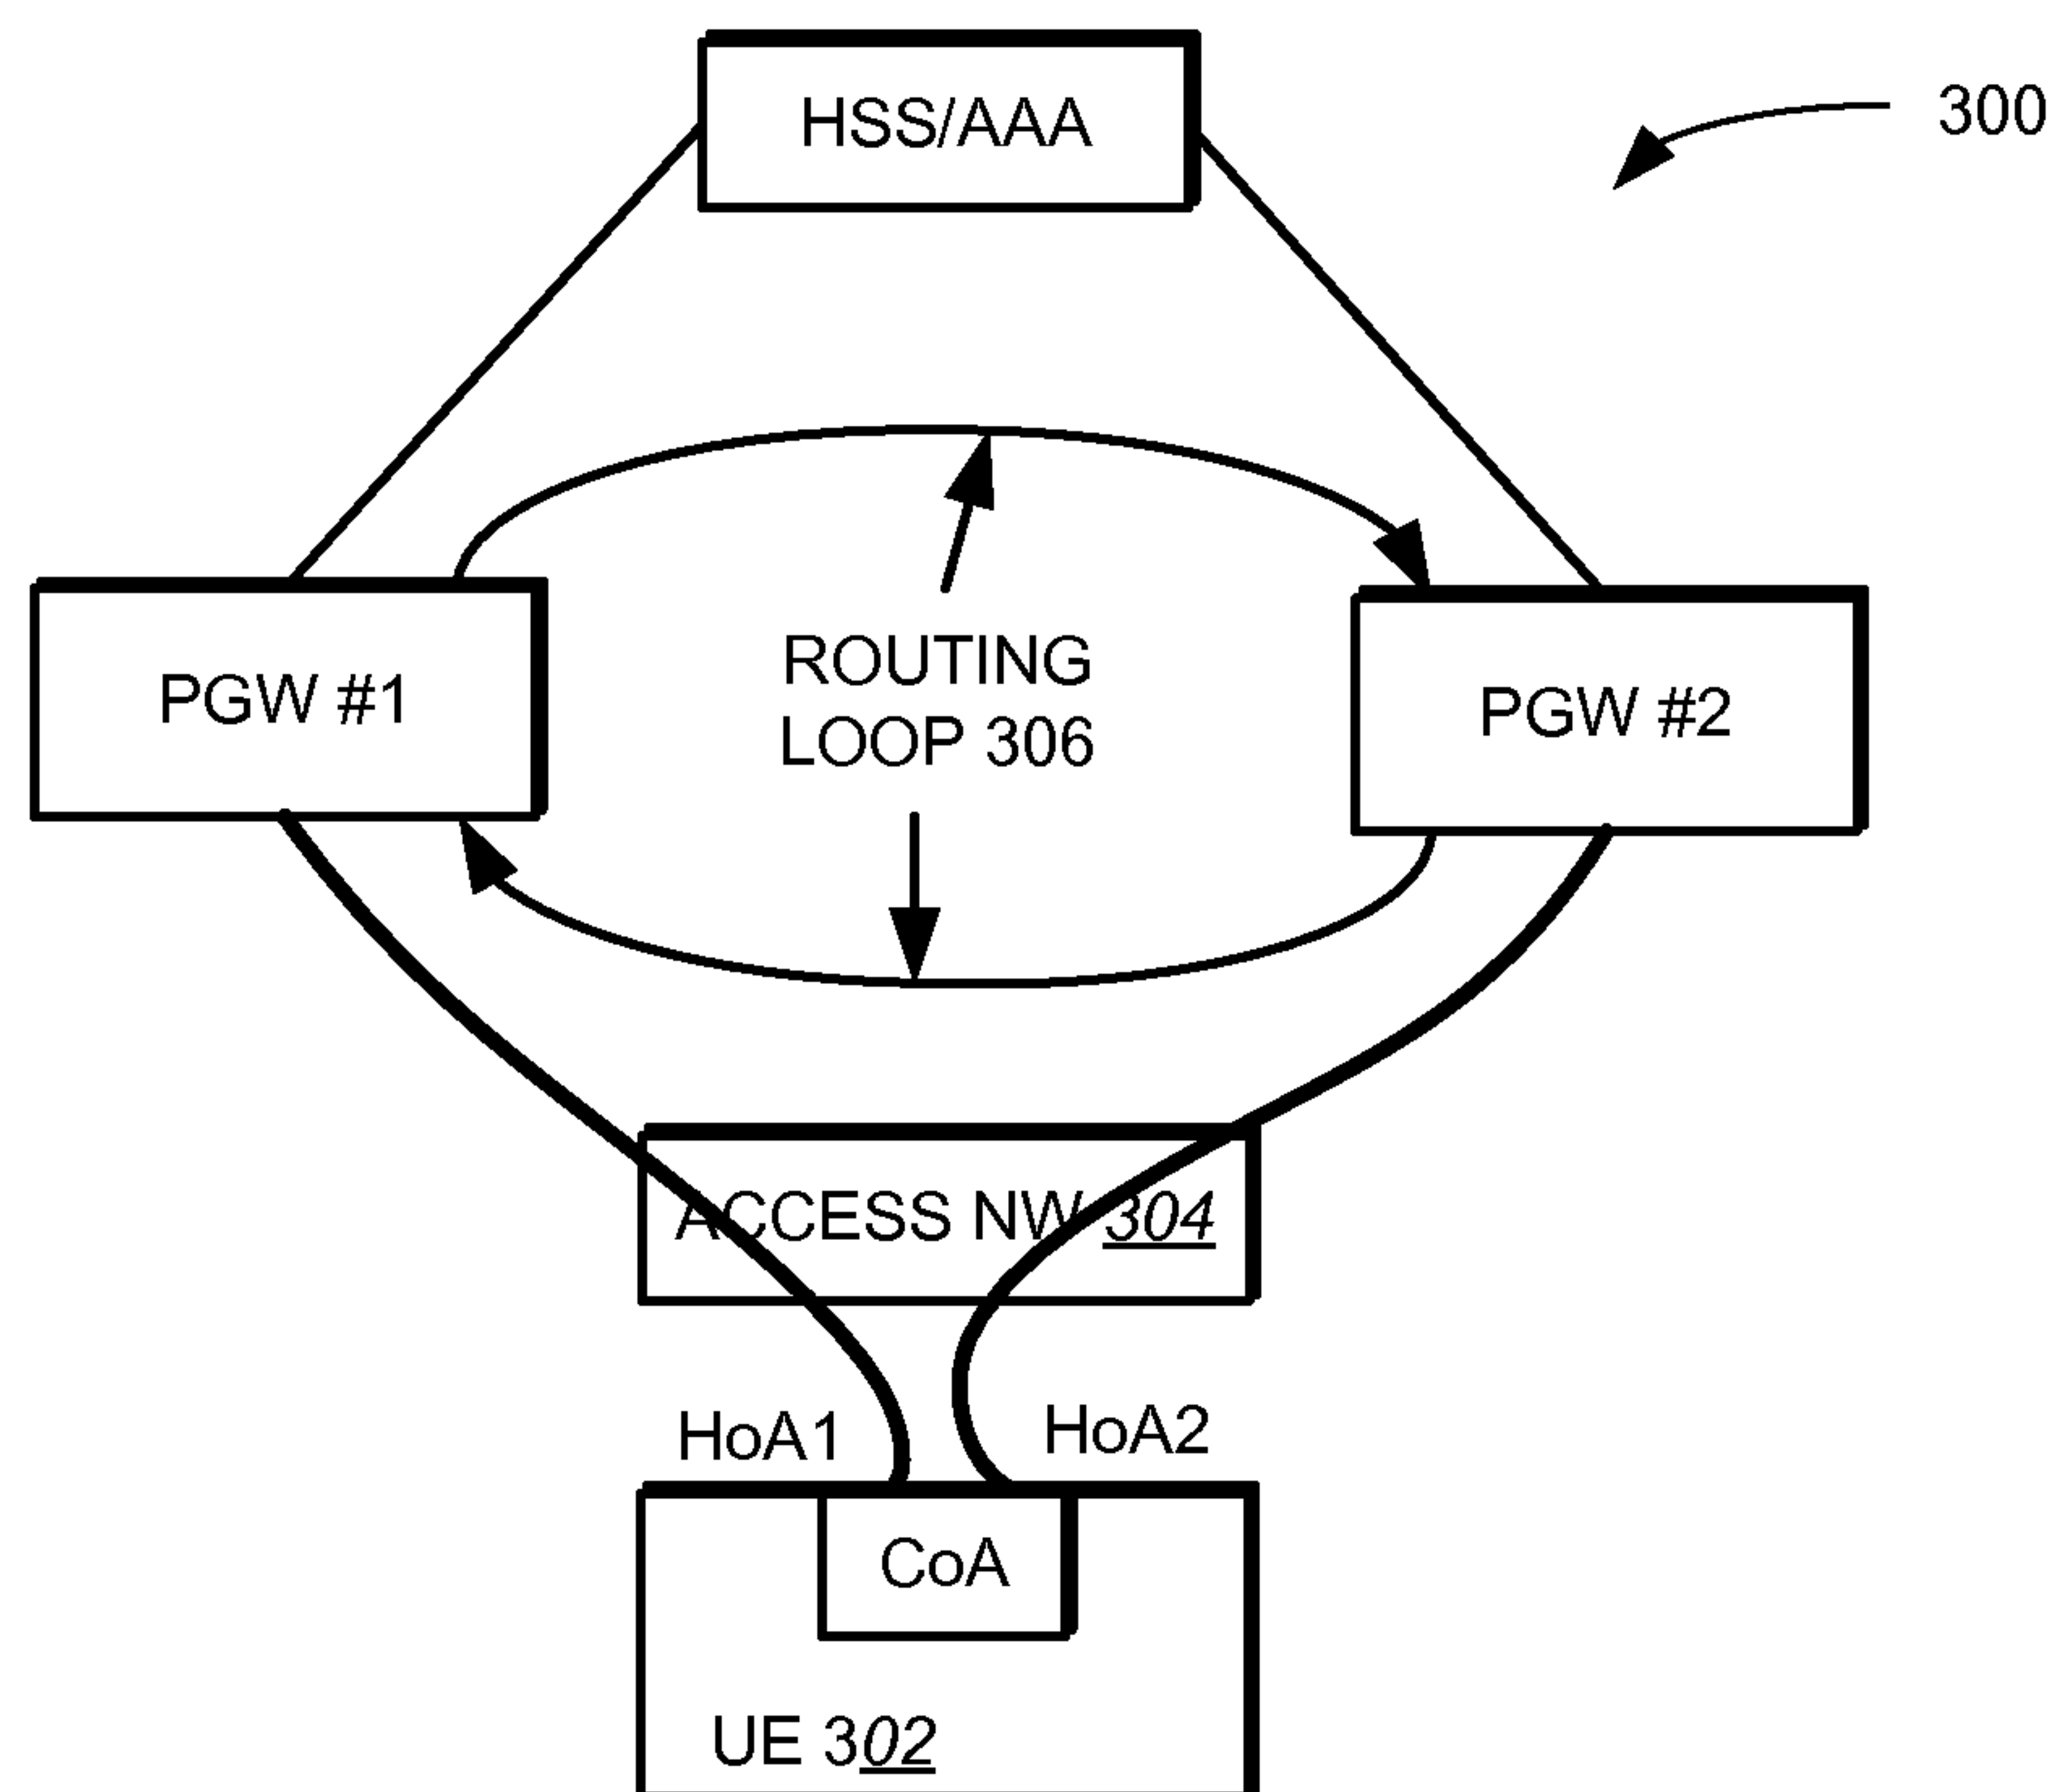 HSS/AAA
300
PGW #1
ROUTING
LOOP 306
PGW #2
ACCESS NW 304
HoA1
HoA2
CoA
UE 302